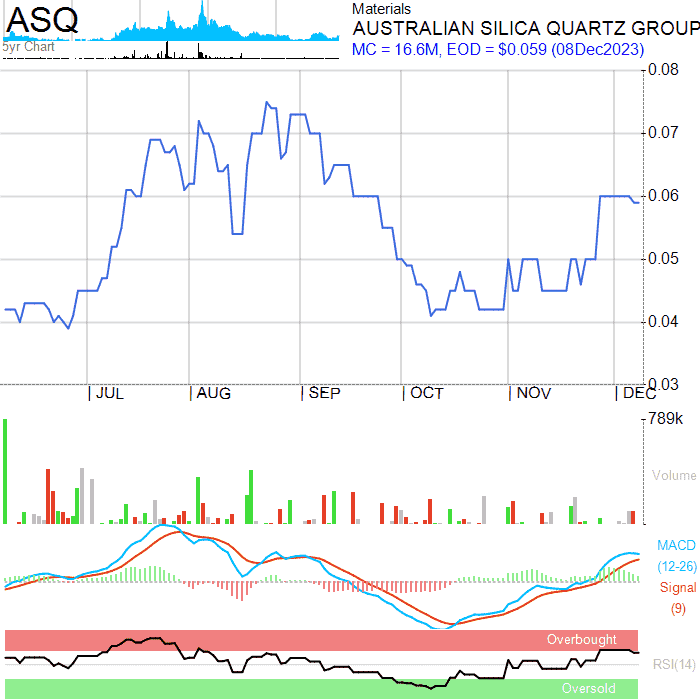 ASQ
5yr Chart
Materials
AUSTRALIAN SILICA QUARTZ GROUP
MC = 16.6M, EOD = $0.059 (08Dec2023)
0.08
0.07
0.06
0.05
0.04
0.03
JUL AUG SEP OCT NOV DEC
789k
Volume
MACD
(12-26)
Signal
(9)
Overbought
RSI(14)
Oversold